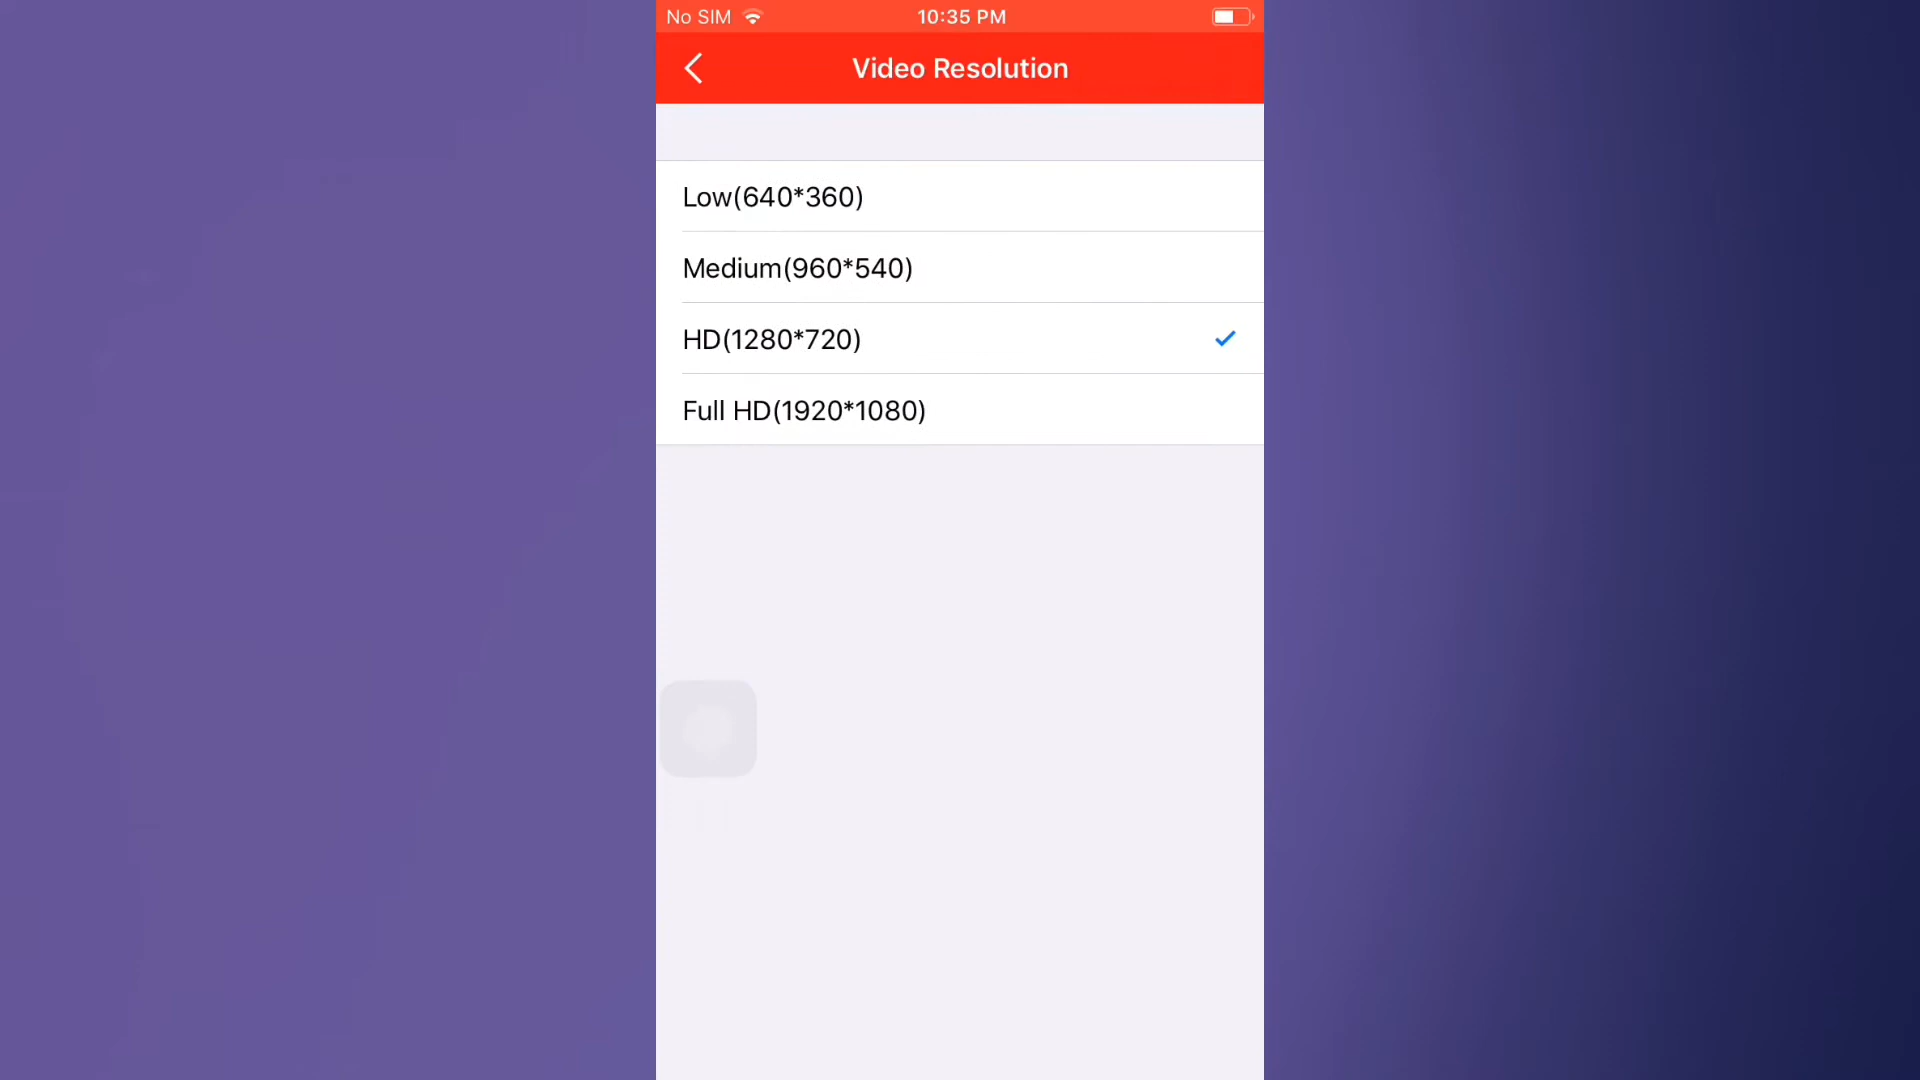 No SIM 10:35 PM
Video Resolution
Low(640*360)
Medium(960*540)
HD(1280*720)
Full HD(1920*1080)